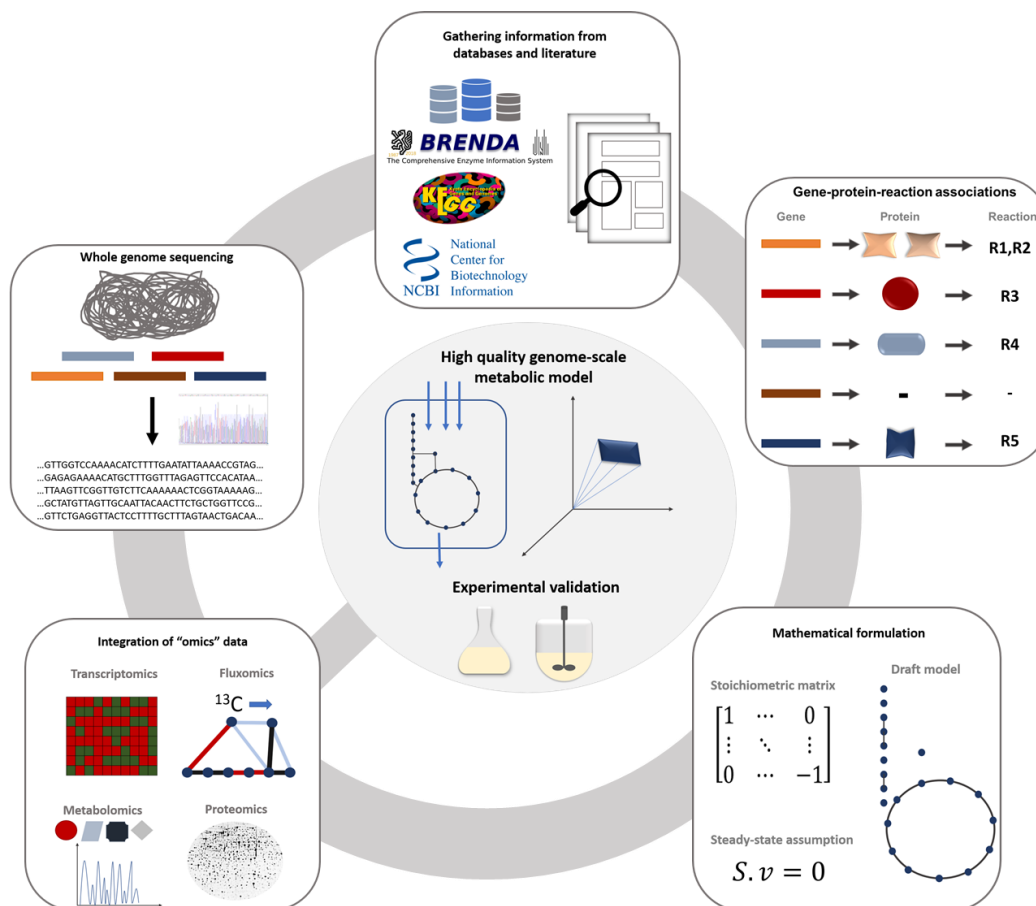 Gathering information from
databases and literature
BRENDA
The Comprehensive Enzyme Information System
KEGG
National
Center for
Biotechnology
Information
NCBI
Gene-protein-reaction associations
Gene Protein Reaction
R1,R2
R3
R4
-
R5
Whole genome sequencing
...GTTGGTCCAAAACATCTTTTGAATATTAAAACCGTAG...
...GAGAGAAAACATGCTTTGGTTTAGAGTTCCACATAA...
...TTAAGTTCGGTTGTCTTCAAAAAACTCGGTAAAAAG...
...GCTATGTTAGTTGCAATTACAACTTCTGCTGGTTCCG...
...GTTCTGAGGTTACTCCTTTTGCTTTAGTAACTGACAA...
High quality genome-scale
metabolic model
Experimental validation
Integration of “omics” data
Transcriptomics Fluxomics
¹³C
Metabolomics Proteomics
Mathematical formulation
Draft model
Stoichiometric matrix
1 ⋯ 0
⋮ ⋱ ⋮
0 ⋯ −1
Steady-state assumption
S.v = 0